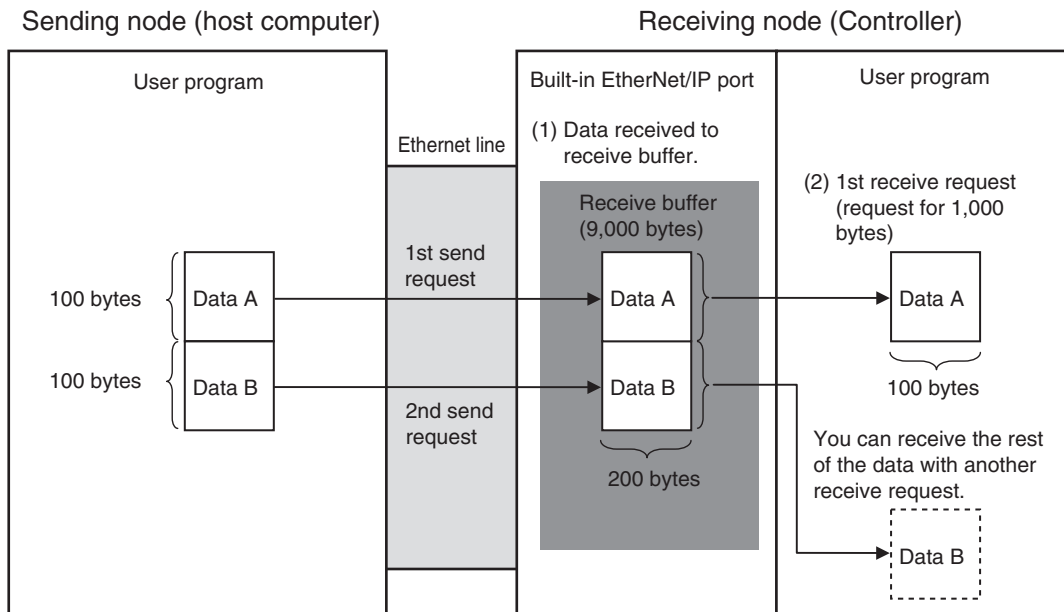 Sending node (host computer)
Receiving node (Controller)
User program
Built-in EtherNet/IP port
User program
Ethernet line
(1) Data received to
receive buffer.
(2) 1st receive request
(request for 1,000
bytes)
Receive buffer
(9,000 bytes)
1st send
request
100 bytes
Data A
Data A
Data A
100 bytes
Data B
Data B
100 bytes
2nd send
request
200 bytes
You can receive the rest
of the data with another
receive request.
Data B